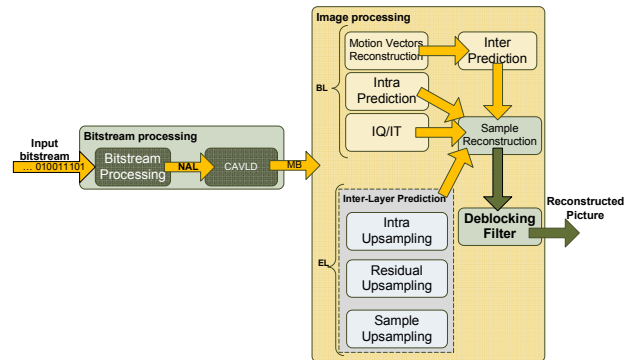 Image processing
Motion Vectors
Reconstruction
Inter
Prediction
BL
Intra
Prediction
IQ/IT
Sample
Reconstruction
Input
bitstream
... 010011101
Bitstream processing
Bitstream
Processing
NAL
CAVLD
MB
Inter-Layer Prediction
Intra
Upsampling
EL
Residual
Upsampling
Sample
Upsampling
Deblocking
Filter
Reconstructed
Picture